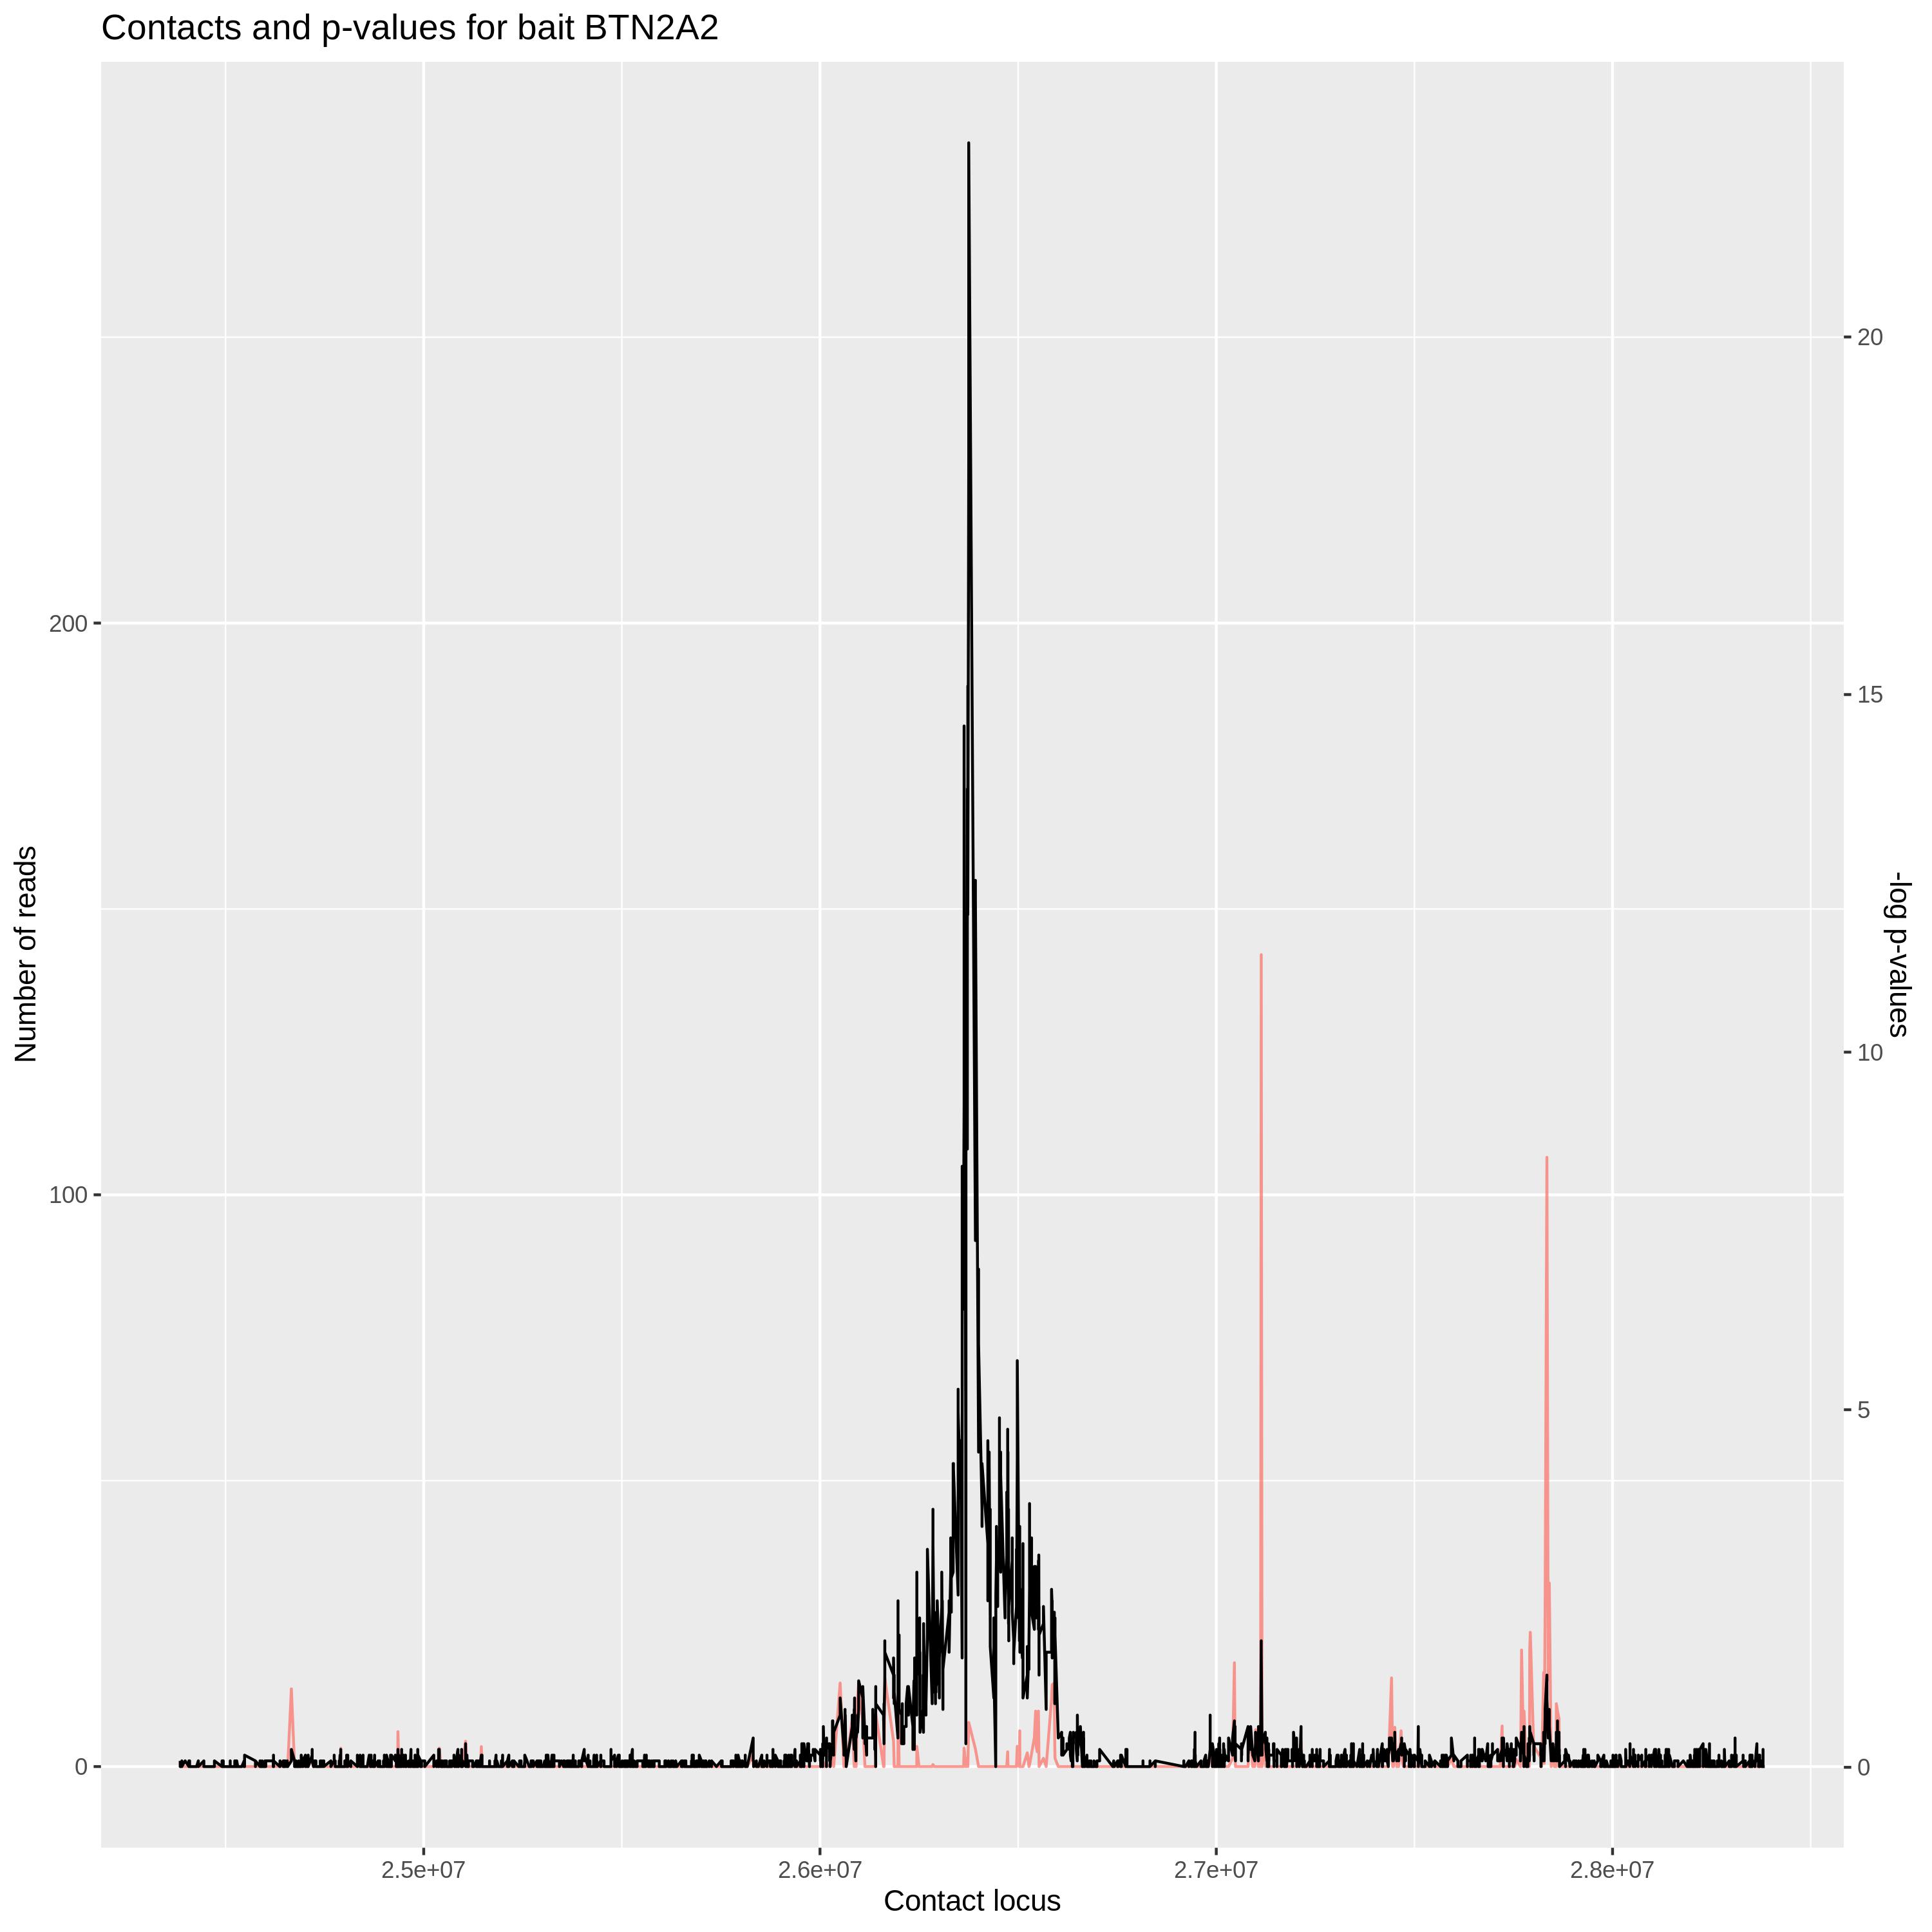 Contacts and p-values for bait BTN2A2
Number of reads
200
100
0
20
15
10
5
0
-log p-values
2.5e+07 2.6e+07 2.7e+07 2.8e+07
Contact locus